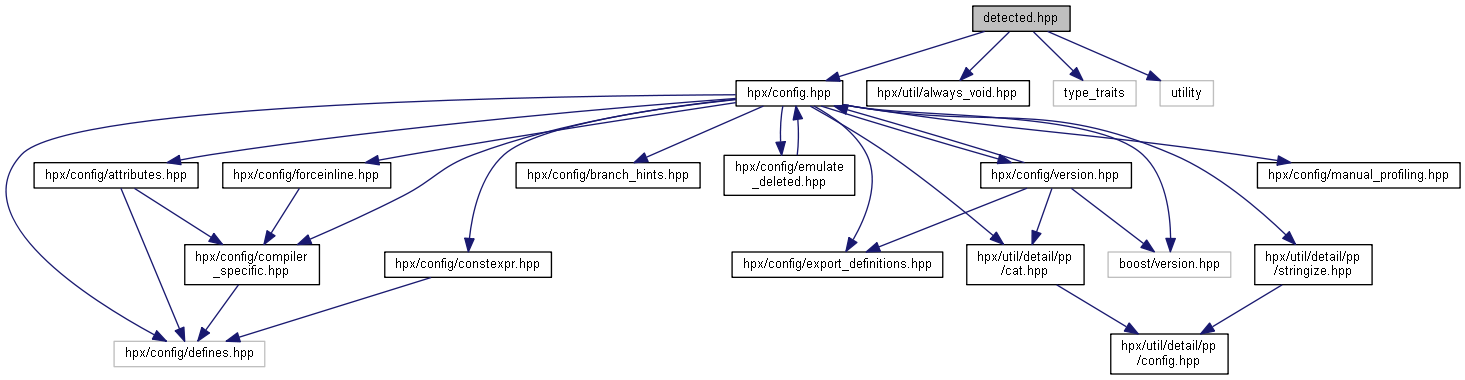 detected.hpp
hpx/config.hpp
hpx/util/always_void.hpp
type_traits
utility
hpx/config/attributes.hpp
hpx/config/forceinline.hpp
hpx/config/branch_hints.hpp
hpx/config/emulate
_deleted.hpp
hpx/config/version.hpp
hpx/config/manual_profiling.hpp
hpx/config/compiler
_specific.hpp
hpx/config/constexpr.hpp
hpx/config/export_definitions.hpp
hpx/util/detail/pp
/cat.hpp
boost/version.hpp
hpx/util/detail/pp
/stringize.hpp
hpx/config/defines.hpp
hpx/util/detail/pp
/config.hpp